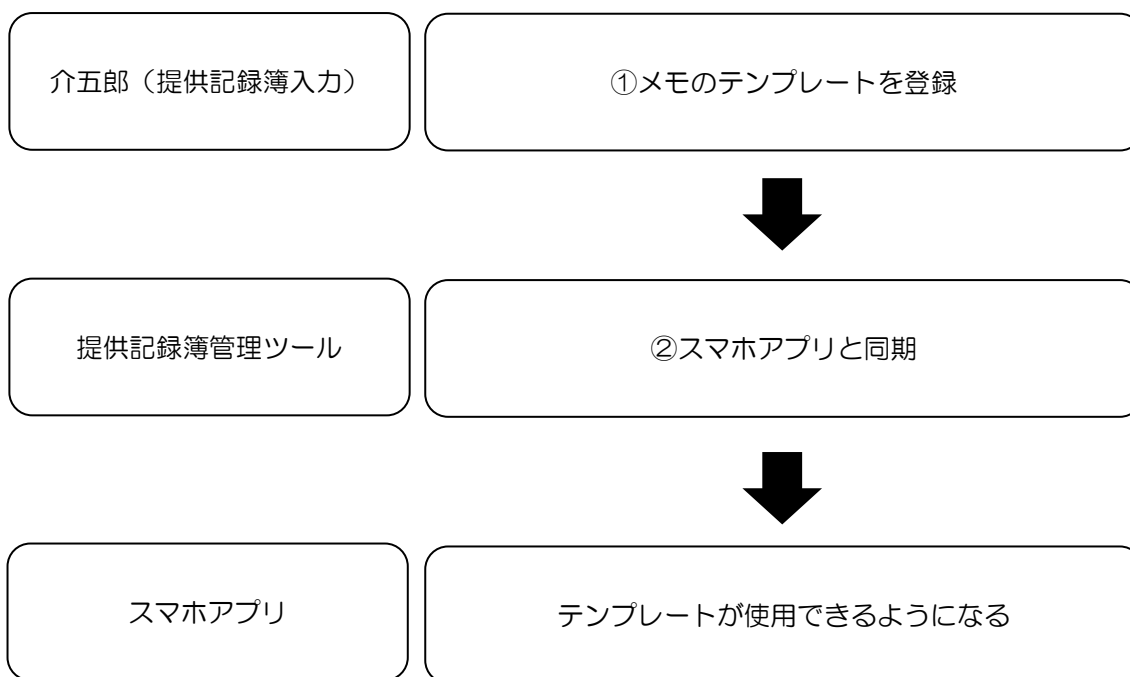 介五郎（提供記録簿入力）
①メモのテンプレートを登録
提供記録簿管理ツール
②スマホアプリと同期
スマホアプリ
テンプレートが使用できるようになる